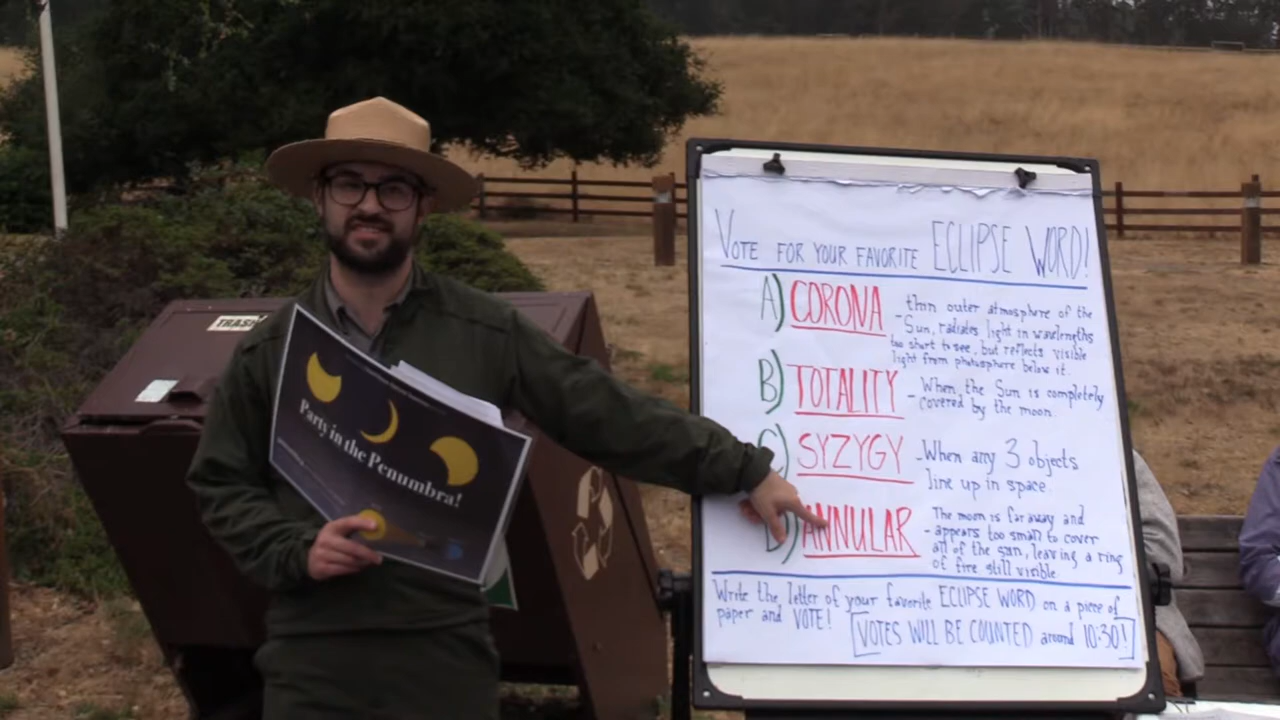 TRASH
Party in the Penumbra!
VOTE FOR YOUR FAVORITE ECLIPSE WORD!
A) CORONA - thin outer atmosphere of the
Sun, radiates light in wavelengths
too short to see, but reflects visible
light from photosphere below it.
B) TOTALITY - When the Sun is completely
covered by the moon.
C) SYZYGY - When any 3 objects
line up in space.
D) ANNULAR - The moon is far away and
appears too small to cover
all of the sun, leaving a ring
of fire still visible
Write the letter of your favorite ECLIPSE WORD on a piece of
paper and VOTE! VOTES WILL BE COUNTED around 10:30!